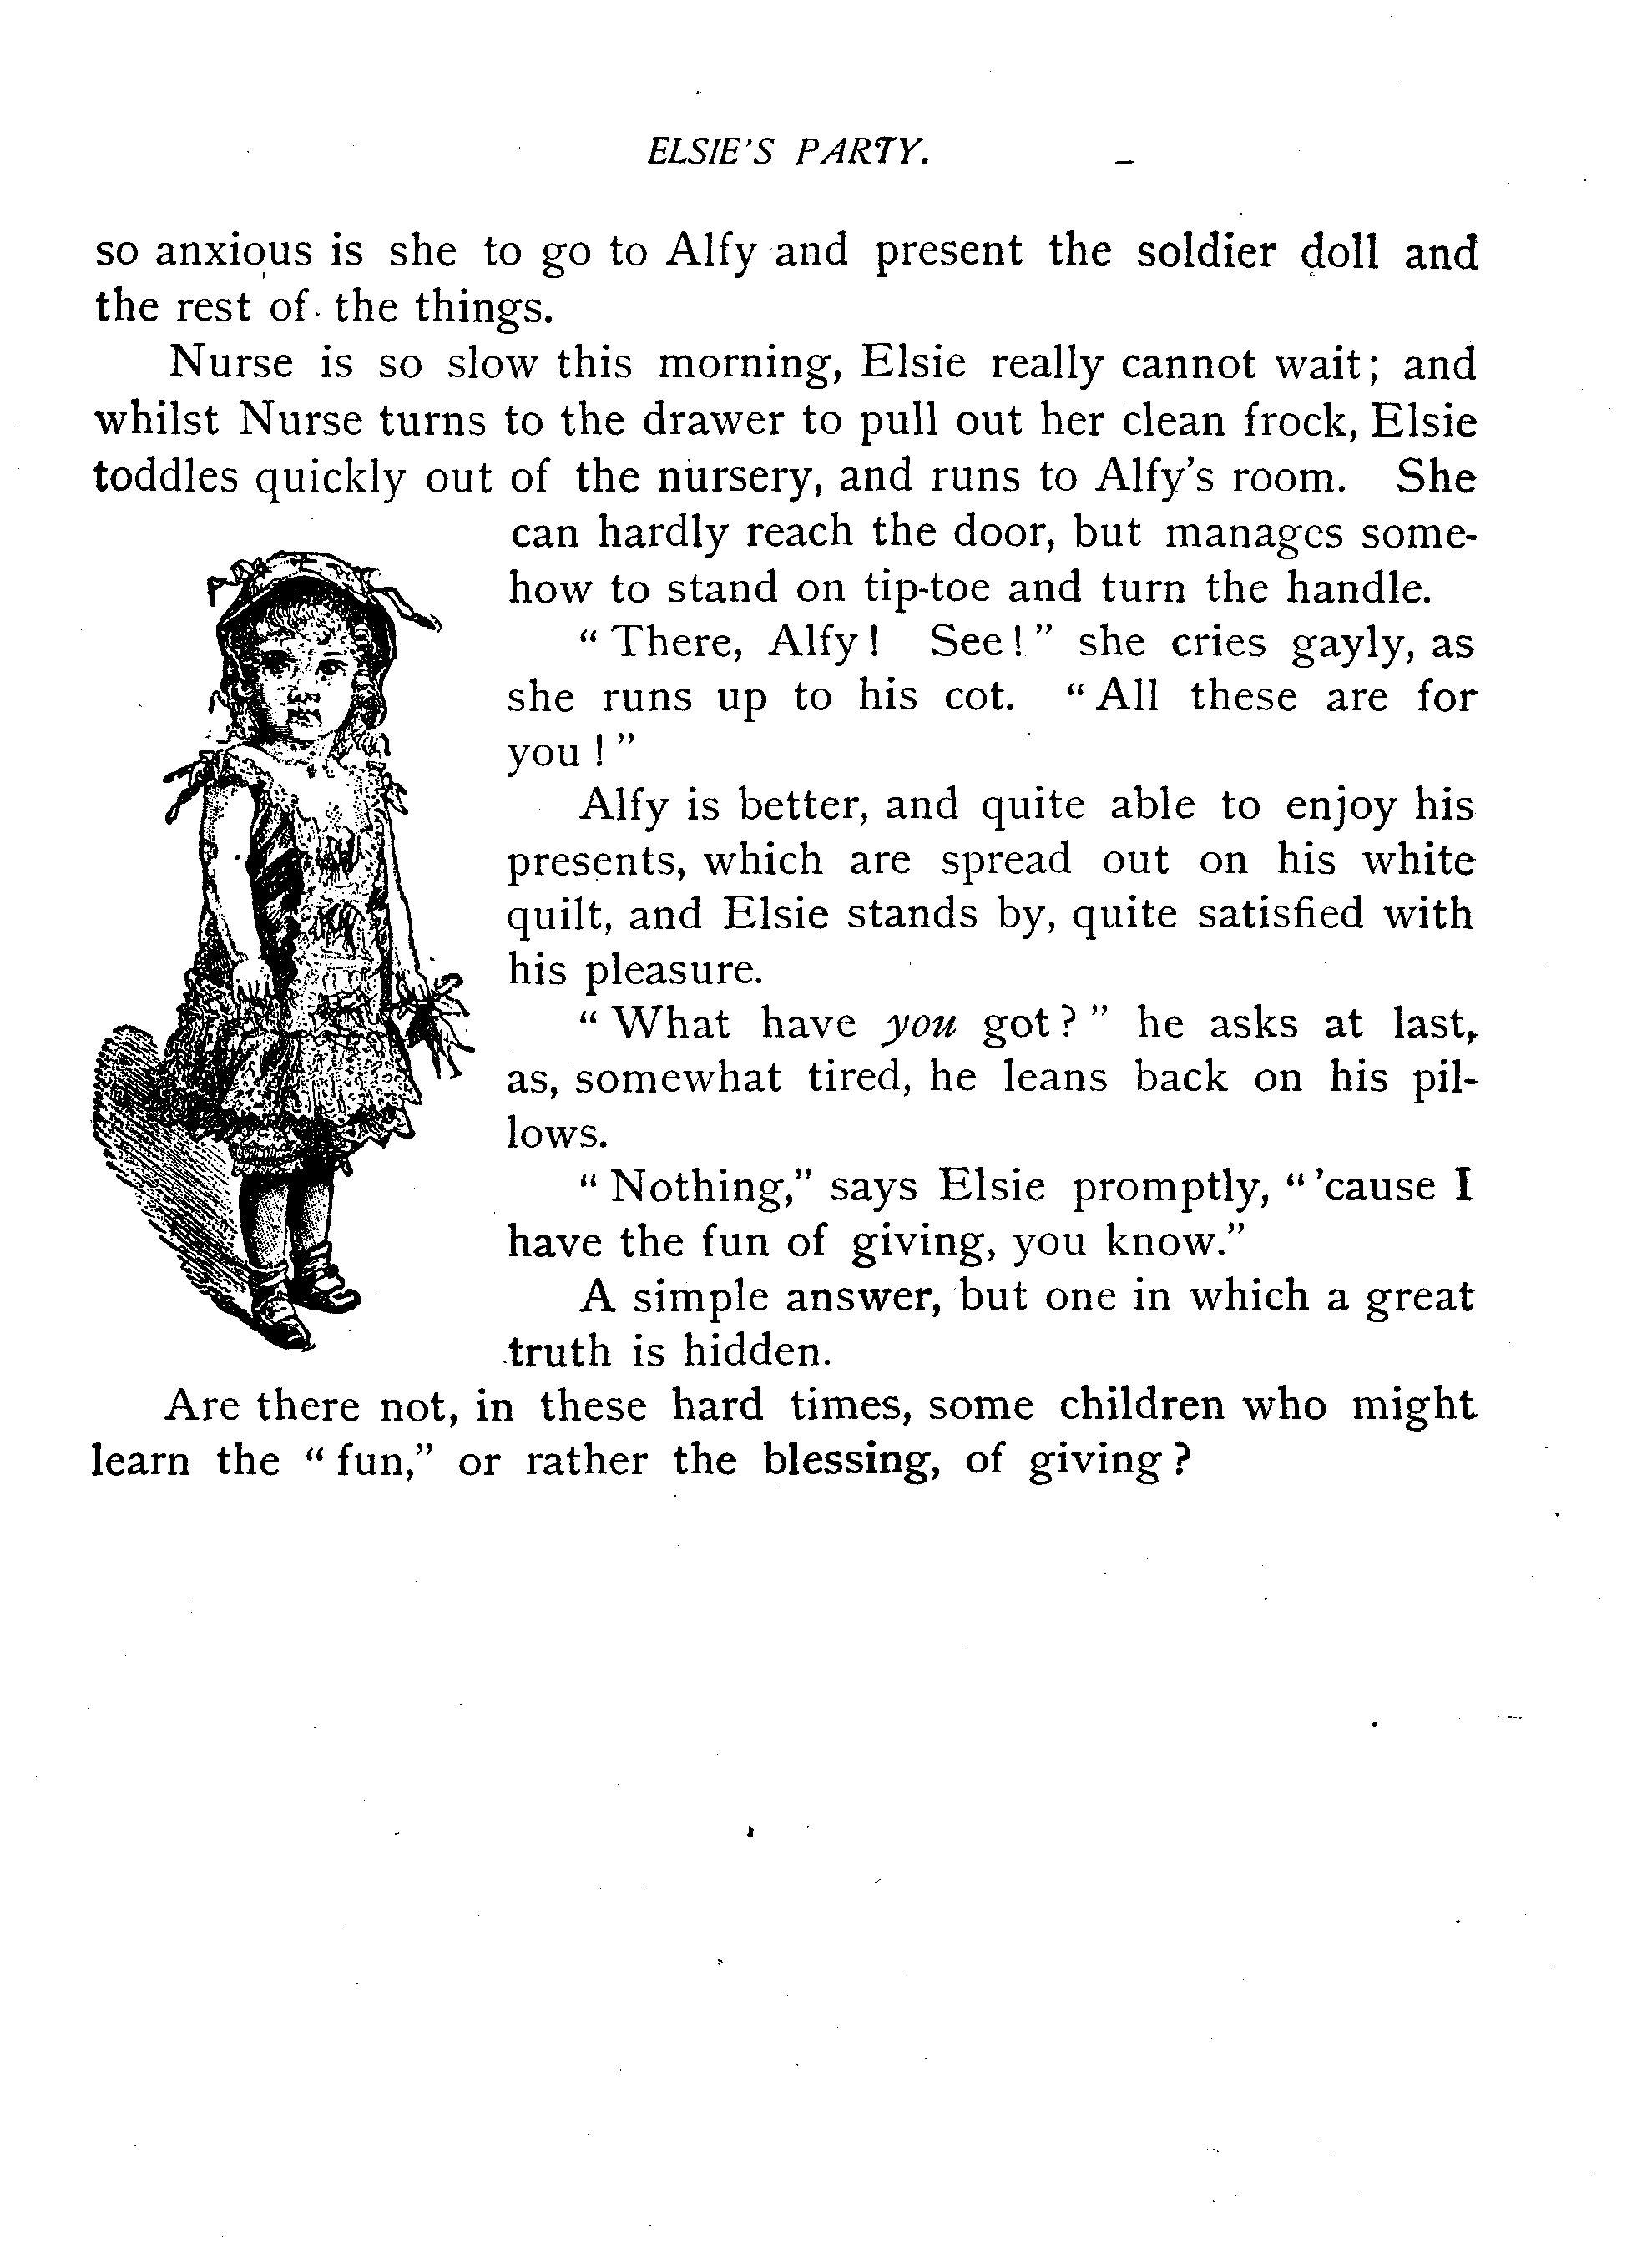 ELSIE'S PARTY.
so anxious is she to go to Alfy and present the soldier doll and
the rest of the things.
Nurse is so slow this morning, Elsie really cannot wait; and
whilst Nurse turns to the drawer to pull out her clean frock, Elsie
toddles quickly out of the nursery, and runs to Alfy's room. She
can hardly reach the door, but manages some-
how to stand on tip-toe and turn the handle.
"There, Alfy! See!" she cries gayly, as
she runs up to his cot. "All these are for
you!"
Alfy is better, and quite able to enjoy his
presents, which are spread out on his white
quilt, and Elsie stands by, quite satisfied with
his pleasure.
"What have you got?" he asks at last,
as, somewhat tired, he leans back on his pil-
lows.
"Nothing," says Elsie promptly, "'cause I
have the fun of giving, you know."
A simple answer, but one in which a great
truth is hidden.
Are there not, in these hard times, some children who might
learn the "fun," or rather the blessing, of giving?